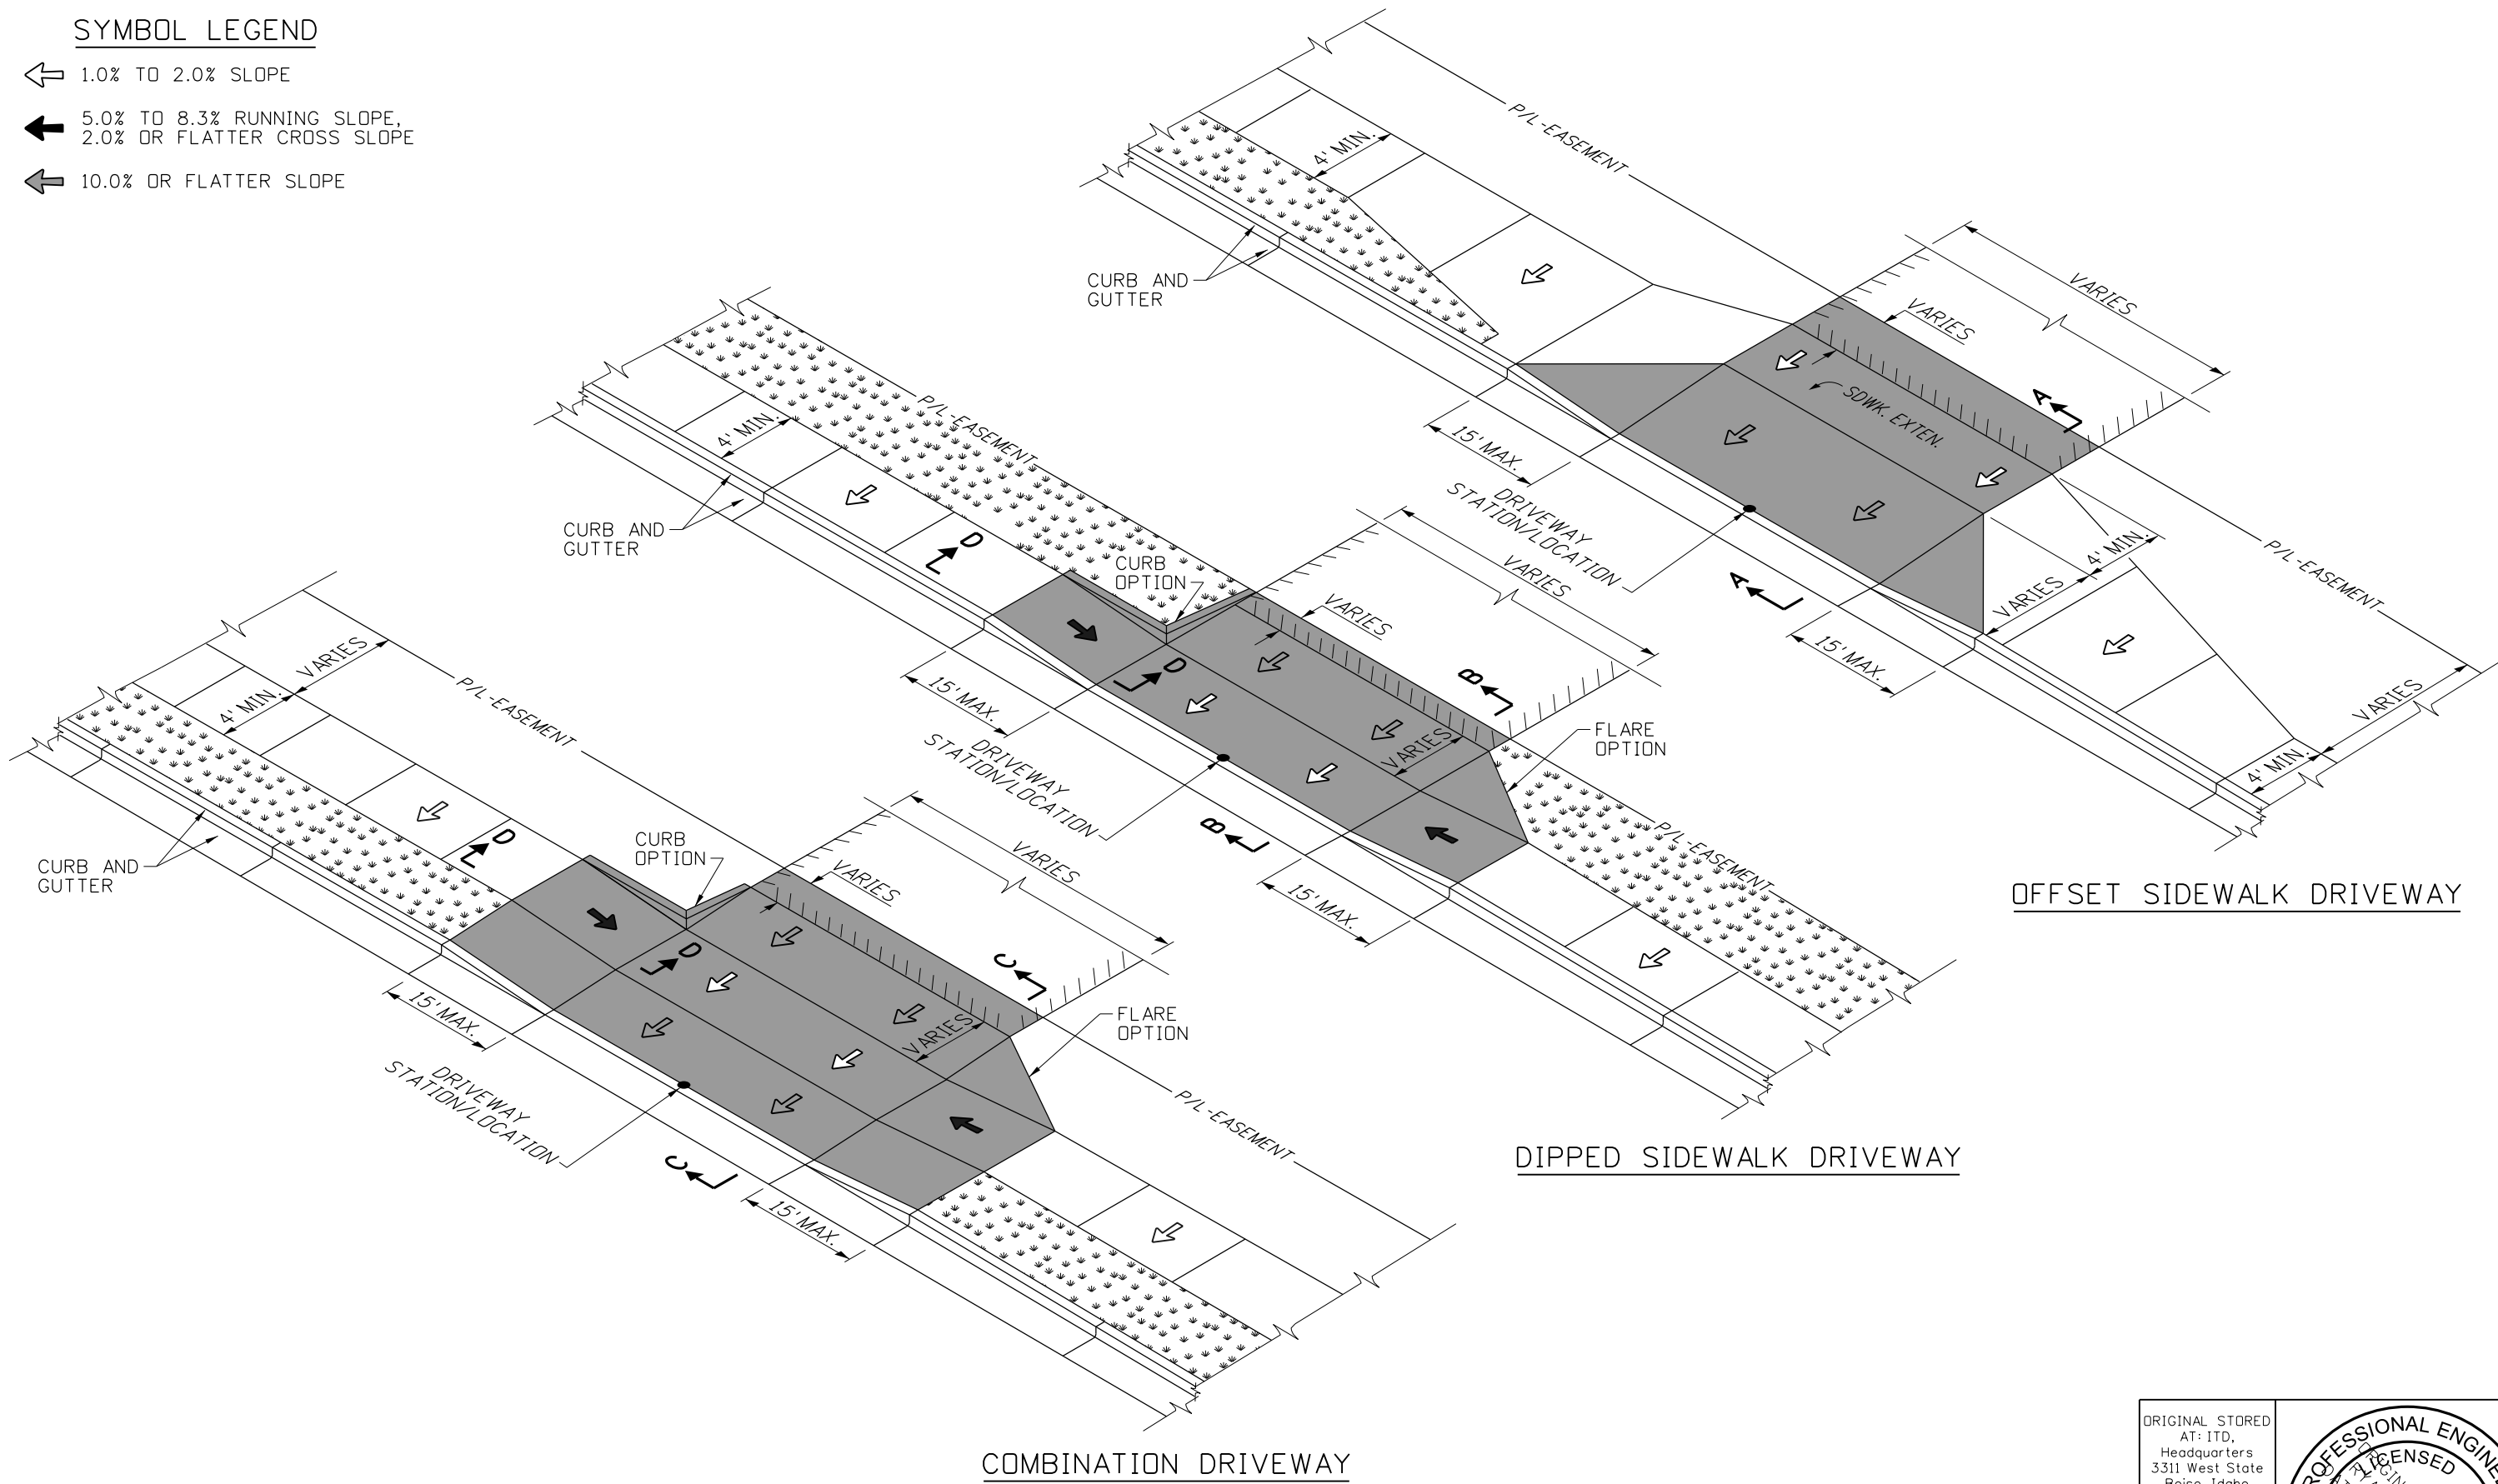 SYMBOL LEGEND
1.0% TO 2.0% SLOPE
5.0% TO 8.3% RUNNING SLOPE,
2.0% OR FLATTER CROSS SLOPE
10.0% OR FLATTER SLOPE
P/L-EASEMENT
4' MIN.
CURB AND
GUTTER
VARIES
VARIES
SDWK. EXTEN.
A
15' MAX.
DRIVEWAY
STATION/LOCATION
A
4' MIN.
VARIES
15' MAX.
P/L-EASEMENT
VARIES
4' MIN.
OFFSET SIDEWALK DRIVEWAY
P/L-EASEMENT
4' MIN.
CURB AND
GUTTER
D
CURB
OPTION
VARIES
VARIES
D
B
15' MAX.
VARIES
FLARE
OPTION
DRIVEWAY
STATION/LOCATION
B
15' MAX.
P/L-EASEMENT
DIPPED SIDEWALK DRIVEWAY
VARIES
4' MIN.
P/L-EASEMENT
CURB AND
GUTTER
D
CURB
OPTION
VARIES
VARIES
D
C
15' MAX.
VARIES
FLARE
OPTION
DRIVEWAY
STATION/LOCATION
C
15' MAX.
P/L-EASEMENT
COMBINATION DRIVEWAY
ORIGINAL STORED
AT: ITD,
Headquarters
3311 West State
Boise, Idaho
LICENSED